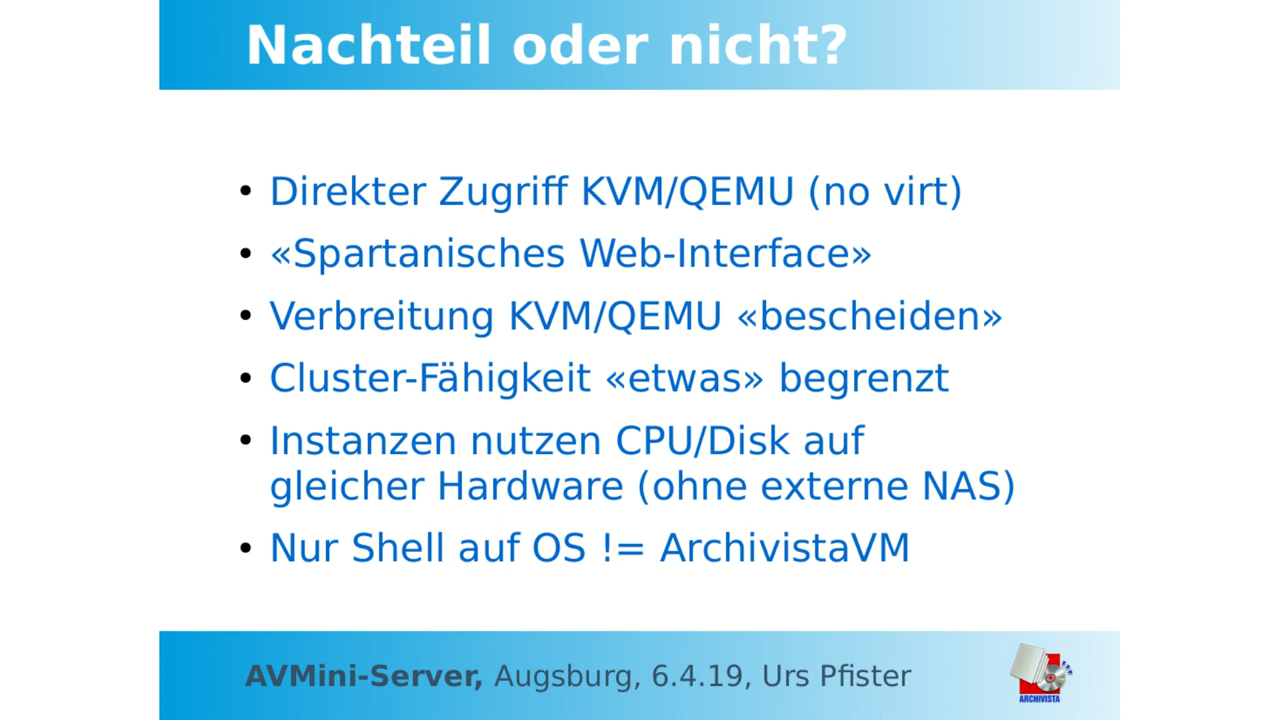 Nachteil oder nicht?
• Direkter Zugriff KVM/QEMU (no virt)
• «Spartanisches Web-Interface»
• Verbreitung KVM/QEMU «bescheiden»
• Cluster-Fähigkeit «etwas» begrenzt
• Instanzen nutzen CPU/Disk auf
gleicher Hardware (ohne externe NAS)
• Nur Shell auf OS != ArchivistaVM
AVMini-Server, Augsburg, 6.4.19, Urs Pfister
ARCHIVISTA